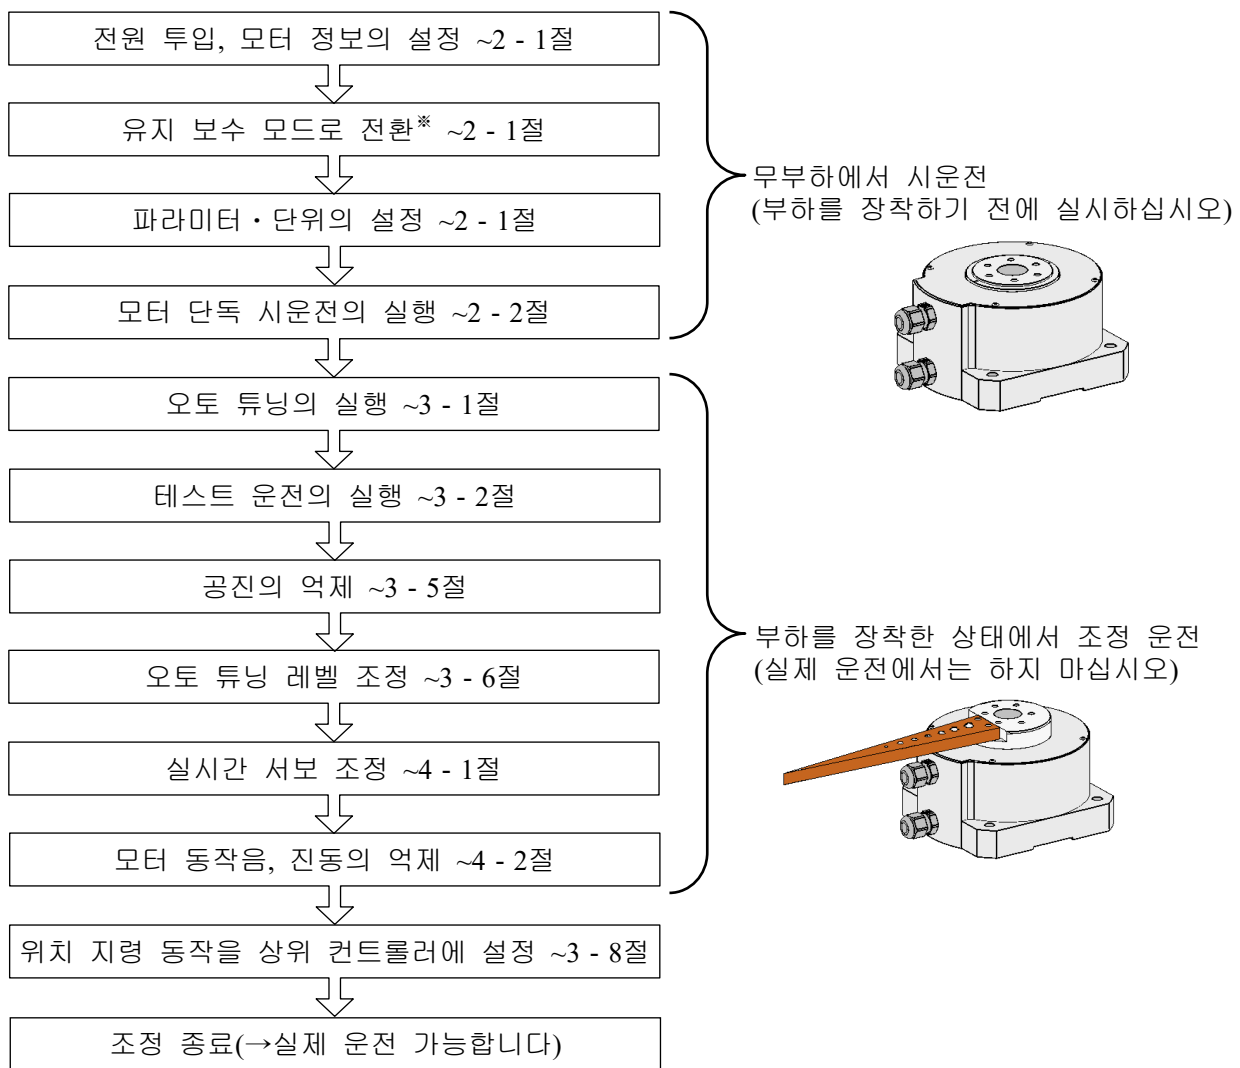 전원 투입, 모터 정보의 설정 ~2 - 1절
유지 보수 모드로 전환※ ~2 - 1절
파라미터・단위의 설정 ~2 - 1절
모터 단독 시운전의 실행 ~2 - 2절
무부하에서 시운전
(부하를 장착하기 전에 실시하십시오)
오토 튜닝의 실행 ~3 - 1절
테스트 운전의 실행 ~3 - 2절
공진의 억제 ~3 - 5절
오토 튜닝 레벨 조정 ~3 - 6절
실시간 서보 조정 ~4 - 1절
모터 동작음, 진동의 억제 ~4 - 2절
부하를 장착한 상태에서 조정 운전
(실제 운전에서는 하지 마십시오)
위치 지령 동작을 상위 컨트롤러에 설정 ~3 - 8절
조정 종료(→실제 운전 가능합니다)